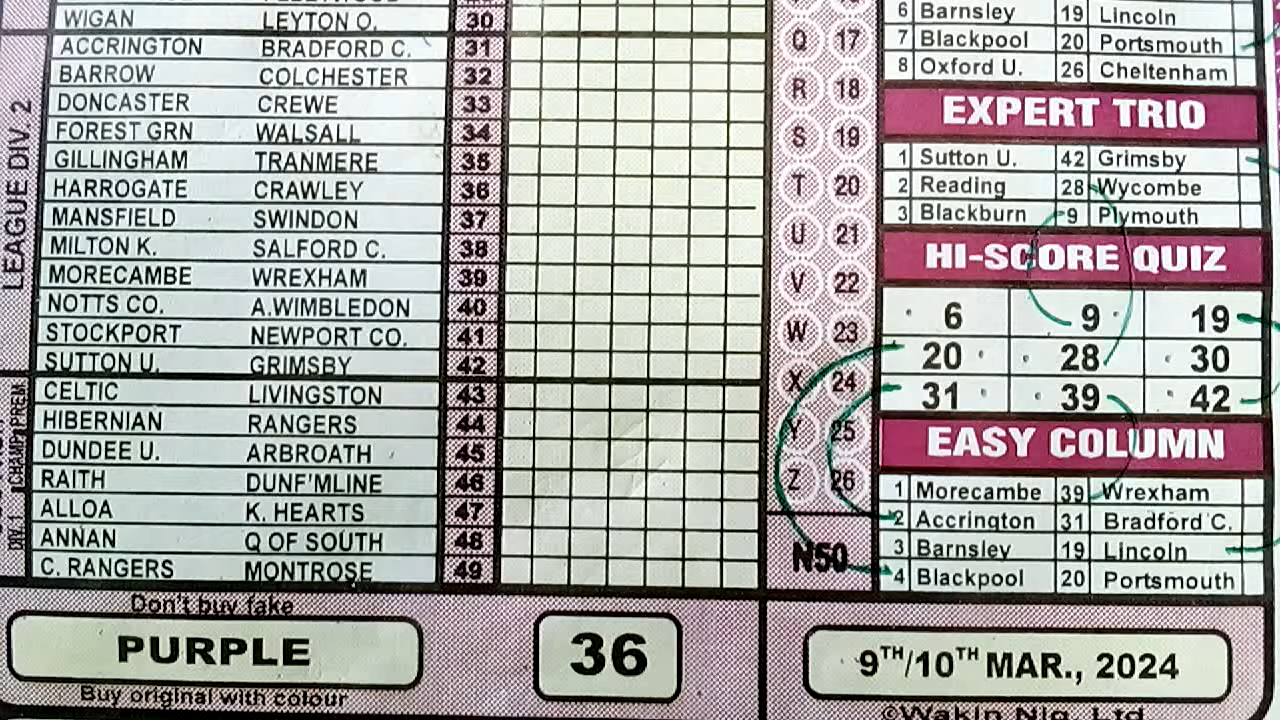 WIGAN LEYTON O. 30
ACCRINGTON BRADFORD C. 31
BARROW COLCHESTER 32
DONCASTER CREWE 33
FOREST GRN WALSALL 34
GILLINGHAM TRANMERE 35
HARROGATE CRAWLEY 36
MANSFIELD SWINDON 37
MILTON K. SALFORD C. 38
MORECAMBE WREXHAM 39
NOTTS CO. A.WIMBLEDON 40
STOCKPORT NEWPORT CO. 41
SUTTON U. GRIMSBY 42
CELTIC LIVINGSTON 43
HIBERNIAN RANGERS 44
DUNDEE U. ARBROATH 45
RAITH DUNF'MLINE 46
ALLOA K. HEARTS 47
ANNAN Q OF SOUTH 48
C. RANGERS MONTROSE 49
LEAGUE DIV. 2
Q 17
R 18
S 19
T 20
U 21
V 22
W 23
X 24
Y 25
Z 26
N50
6 Barnsley 19 Lincoln
7 Blackpool 20 Portsmouth
8 Oxford U. 26 Cheltenham
EXPERT TRIO
1 Sutton U. 42 Grimsby
2 Reading 28 Wycombe
3 Blackburn 9 Plymouth
HI-SCORE QUIZ
6 9 19
20 28 30
31 39 42
EASY COLUMN
1 Morecambe 39 Wrexham
2 Accrington 31 Bradford C.
3 Barnsley 19 Lincoln
4 Blackpool 20 Portsmouth
Don't buy fake
PURPLE
Buy original with colour
36
9TH/10TH MAR., 2024
©Wakin Nig. Ltd